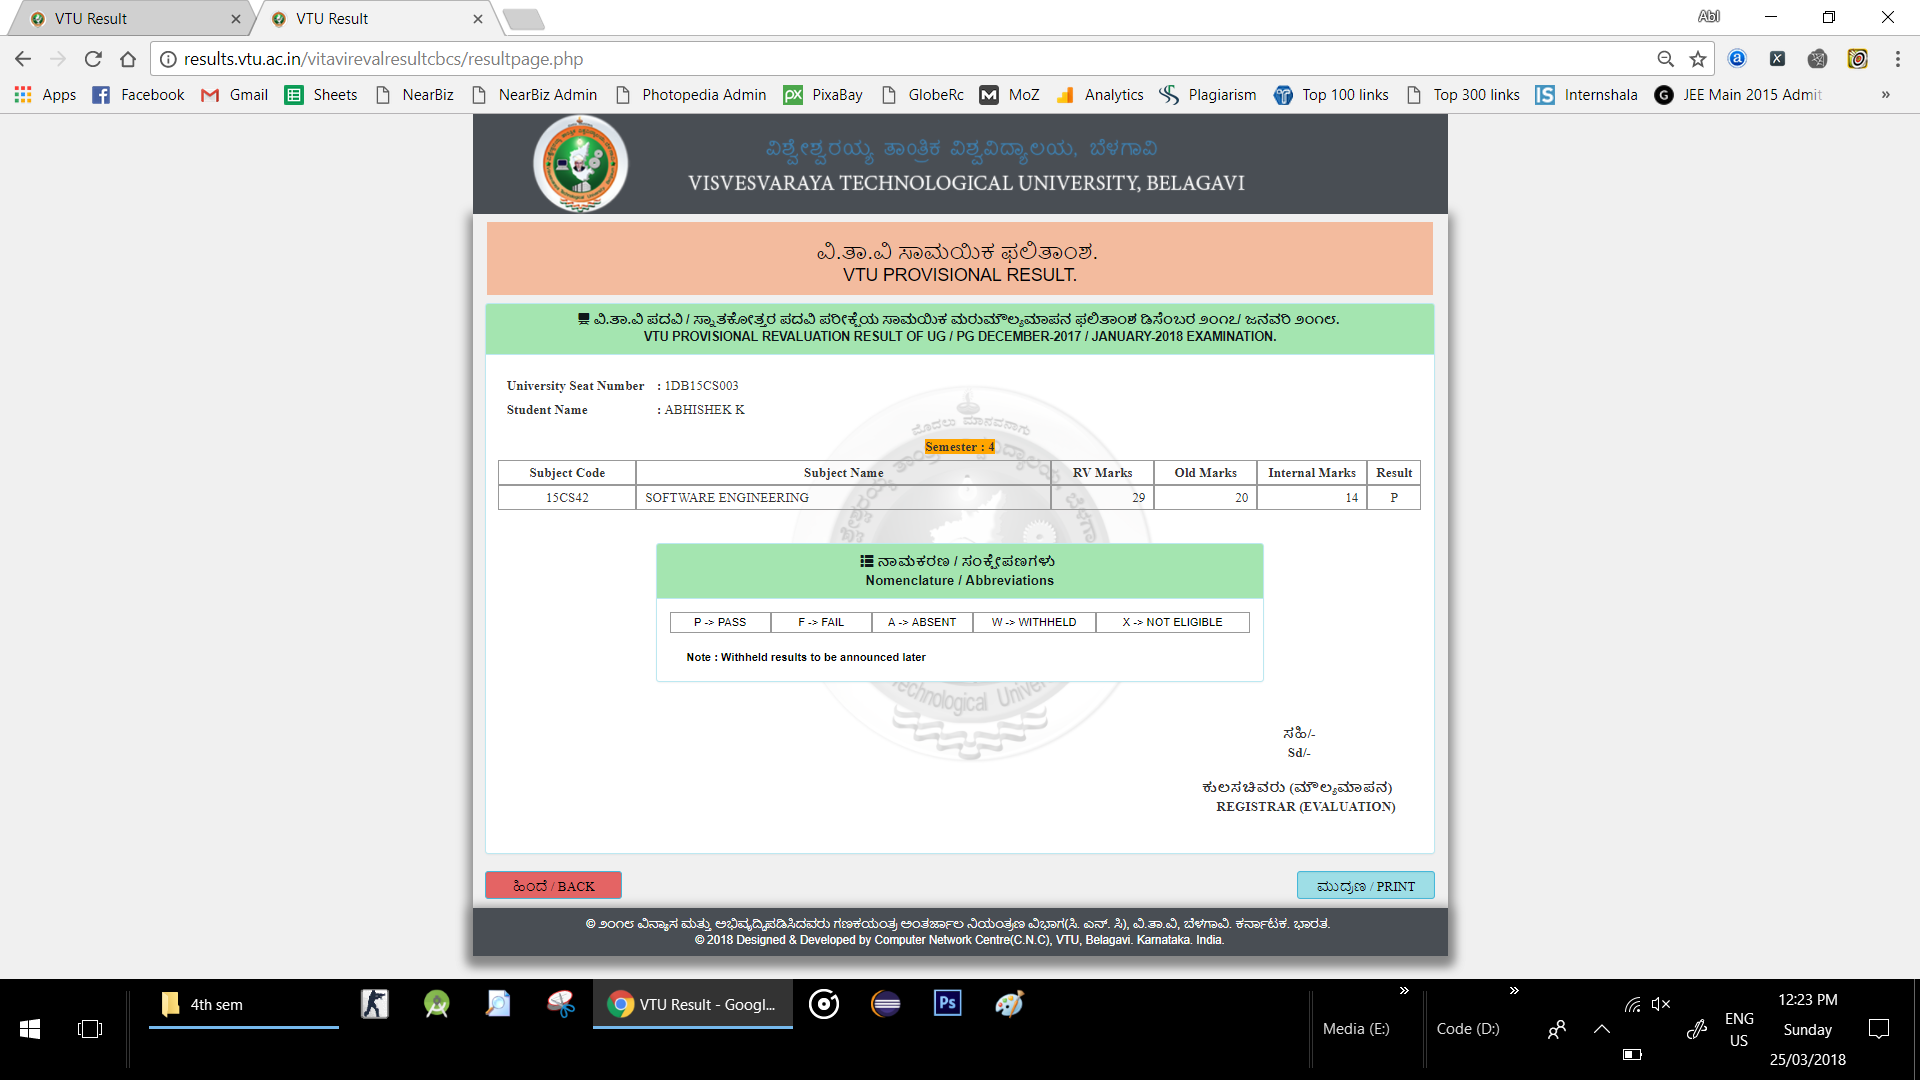 VTU Result
VTU Result
Abl
results.vtu.ac.in/vitavirevalresultcbcs/resultpage.php
Apps Facebook Gmail Sheets NearBiz NearBiz Admin Photopedia Admin PixaBay GlobeRc MoZ Analytics Plagiarism Top 100 links Top 300 links Internshala JEE Main 2015 Admit »
ವಿಶ್ವೇಶ್ವರಯ್ಯ ತಾಂತ್ರಿಕ ವಿಶ್ವವಿದ್ಯಾಲಯ, ಬೆಳಗಾವಿ
VISVESVARAYA TECHNOLOGICAL UNIVERSITY, BELAGAVI
ವಿ.ತಾ.ವಿ ಸಾಮಯಿಕ ಫಲಿತಾಂಶ.
VTU PROVISIONAL RESULT.
ವಿ.ತಾ.ವಿ ಪದವಿ / ಸ್ನಾತಕೋತ್ತರ ಪದವಿ ಪರೀಕ್ಷೆಯ ಸಾಮಯಿಕ ಮರುಮೌಲ್ಯಮಾಪನ ಫಲಿತಾಂಶ ಡಿಸೆಂಬರ ೨೦೧೭/ ಜನವರಿ ೨೦೧೮.
VTU PROVISIONAL REVALUATION RESULT OF UG / PG DECEMBER-2017 / JANUARY-2018 EXAMINATION.
University Seat Number : 1DB15CS003
Student Name : ABHISHEK K
Semester : 4
Subject Code Subject Name RV Marks Old Marks Internal Marks Result
15CS42 SOFTWARE ENGINEERING 29 20 14 P
ನಾಮಕರಣ / ಸಂಕ್ಷೇಪಣಗಳು
Nomenclature / Abbreviations
P -> PASS F -> FAIL A -> ABSENT W -> WITHHELD X -> NOT ELIGIBLE
Note : Withheld results to be announced later
ಸಹಿ/-
Sd/-
ಕುಲಸಚಿವರು (ಮೌಲ್ಯಮಾಪನ)
REGISTRAR (EVALUATION)
ಹಿಂದೆ / BACK
ಮುದ್ರಣ / PRINT
© ೨೦೧೮ ವಿನ್ಯಾಸ ಮತ್ತು ಅಭಿವೃದ್ಧಿಪಡಿಸಿದವರು ಗಣಕಯಂತ್ರ ಅಂತರ್ಜಾಲ ನಿಯಂತ್ರಣ ವಿಭಾಗ(ಸಿ. ಎನ್. ಸಿ), ವಿ.ತಾ.ವಿ, ಬೆಳಗಾವಿ. ಕರ್ನಾಟಕ. ಭಾರತ.
© 2018 Designed & Developed by Computer Network Centre(C.N.C), VTU, Belagavi. Karnataka. India.
4th sem
VTU Result - Googl...
Ps
Media (E:)
Code (D:)
ENG
US
12:23 PM
Sunday
25/03/2018